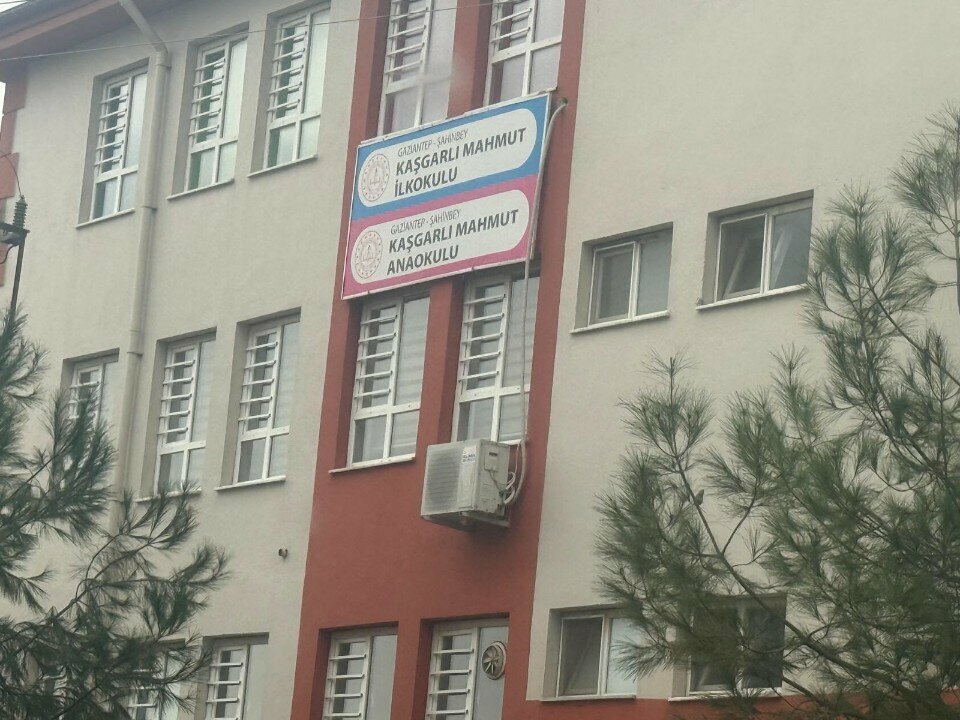 GAZİANTEP - ŞAHİNBEY
KAŞGARLI MAHMUT
İLKOKULU
GAZİANTEP - ŞAHİNBEY
KAŞGARLI MAHMUT
ANAOKULU